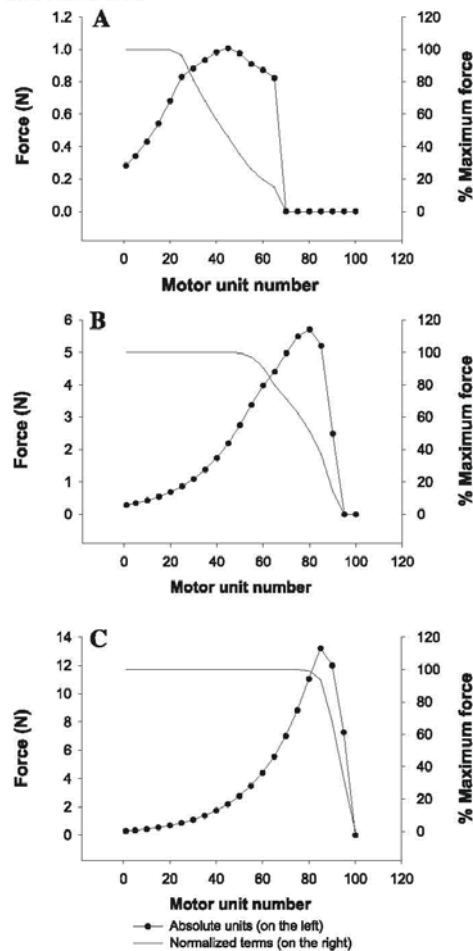 A
1.2
1.0
0.8
0.6
0.4
0.2
0.0
Force (N)
120
100
80
60
40
20
0
% Maximum force
0 20 40 60 80 100 120
Motor unit number
B
6
5
4
3
2
1
0
Force (N)
120
100
80
60
40
20
0
% Maximum force
0 20 40 60 80 100 120
Motor unit number
C
14
12
10
8
6
4
2
0
Force (N)
120
100
80
60
40
20
0
% Maximum force
0 20 40 60 80 100 120
Motor unit number
Absolute units (on the left)
Normalized terms (on the right)